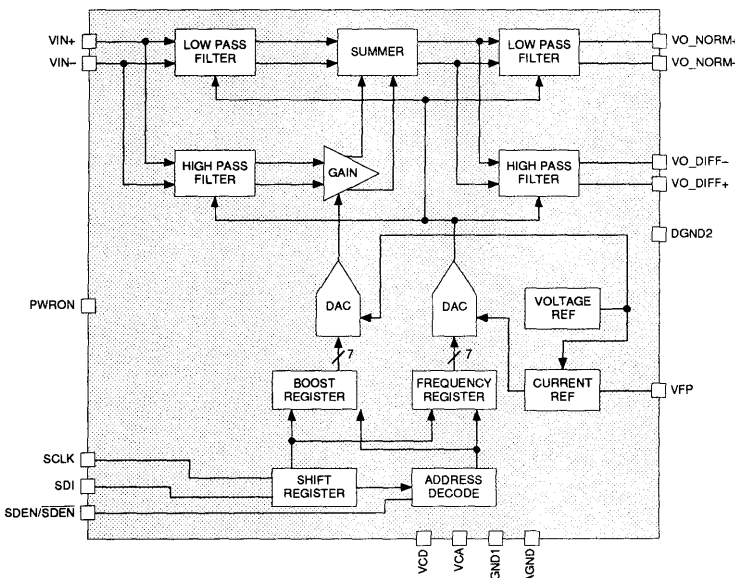 VIN+
VIN–
LOW PASS
FILTER
SUMMER
LOW PASS
FILTER
VO_NORM+
VO_NORM–
HIGH PASS
FILTER
GAIN
HIGH PASS
FILTER
VO_DIFF–
VO_DIFF+
DGND2
PWRON
DAC
DAC
VOLTAGE
REF
7
7
BOOST
REGISTER
FREQUENCY
REGISTER
CURRENT
REF
VFP
SCLK
SDI
SDEN/SDEN
SHIFT
REGISTER
ADDRESS
DECODE
VCD
VCA
GND1
AGND